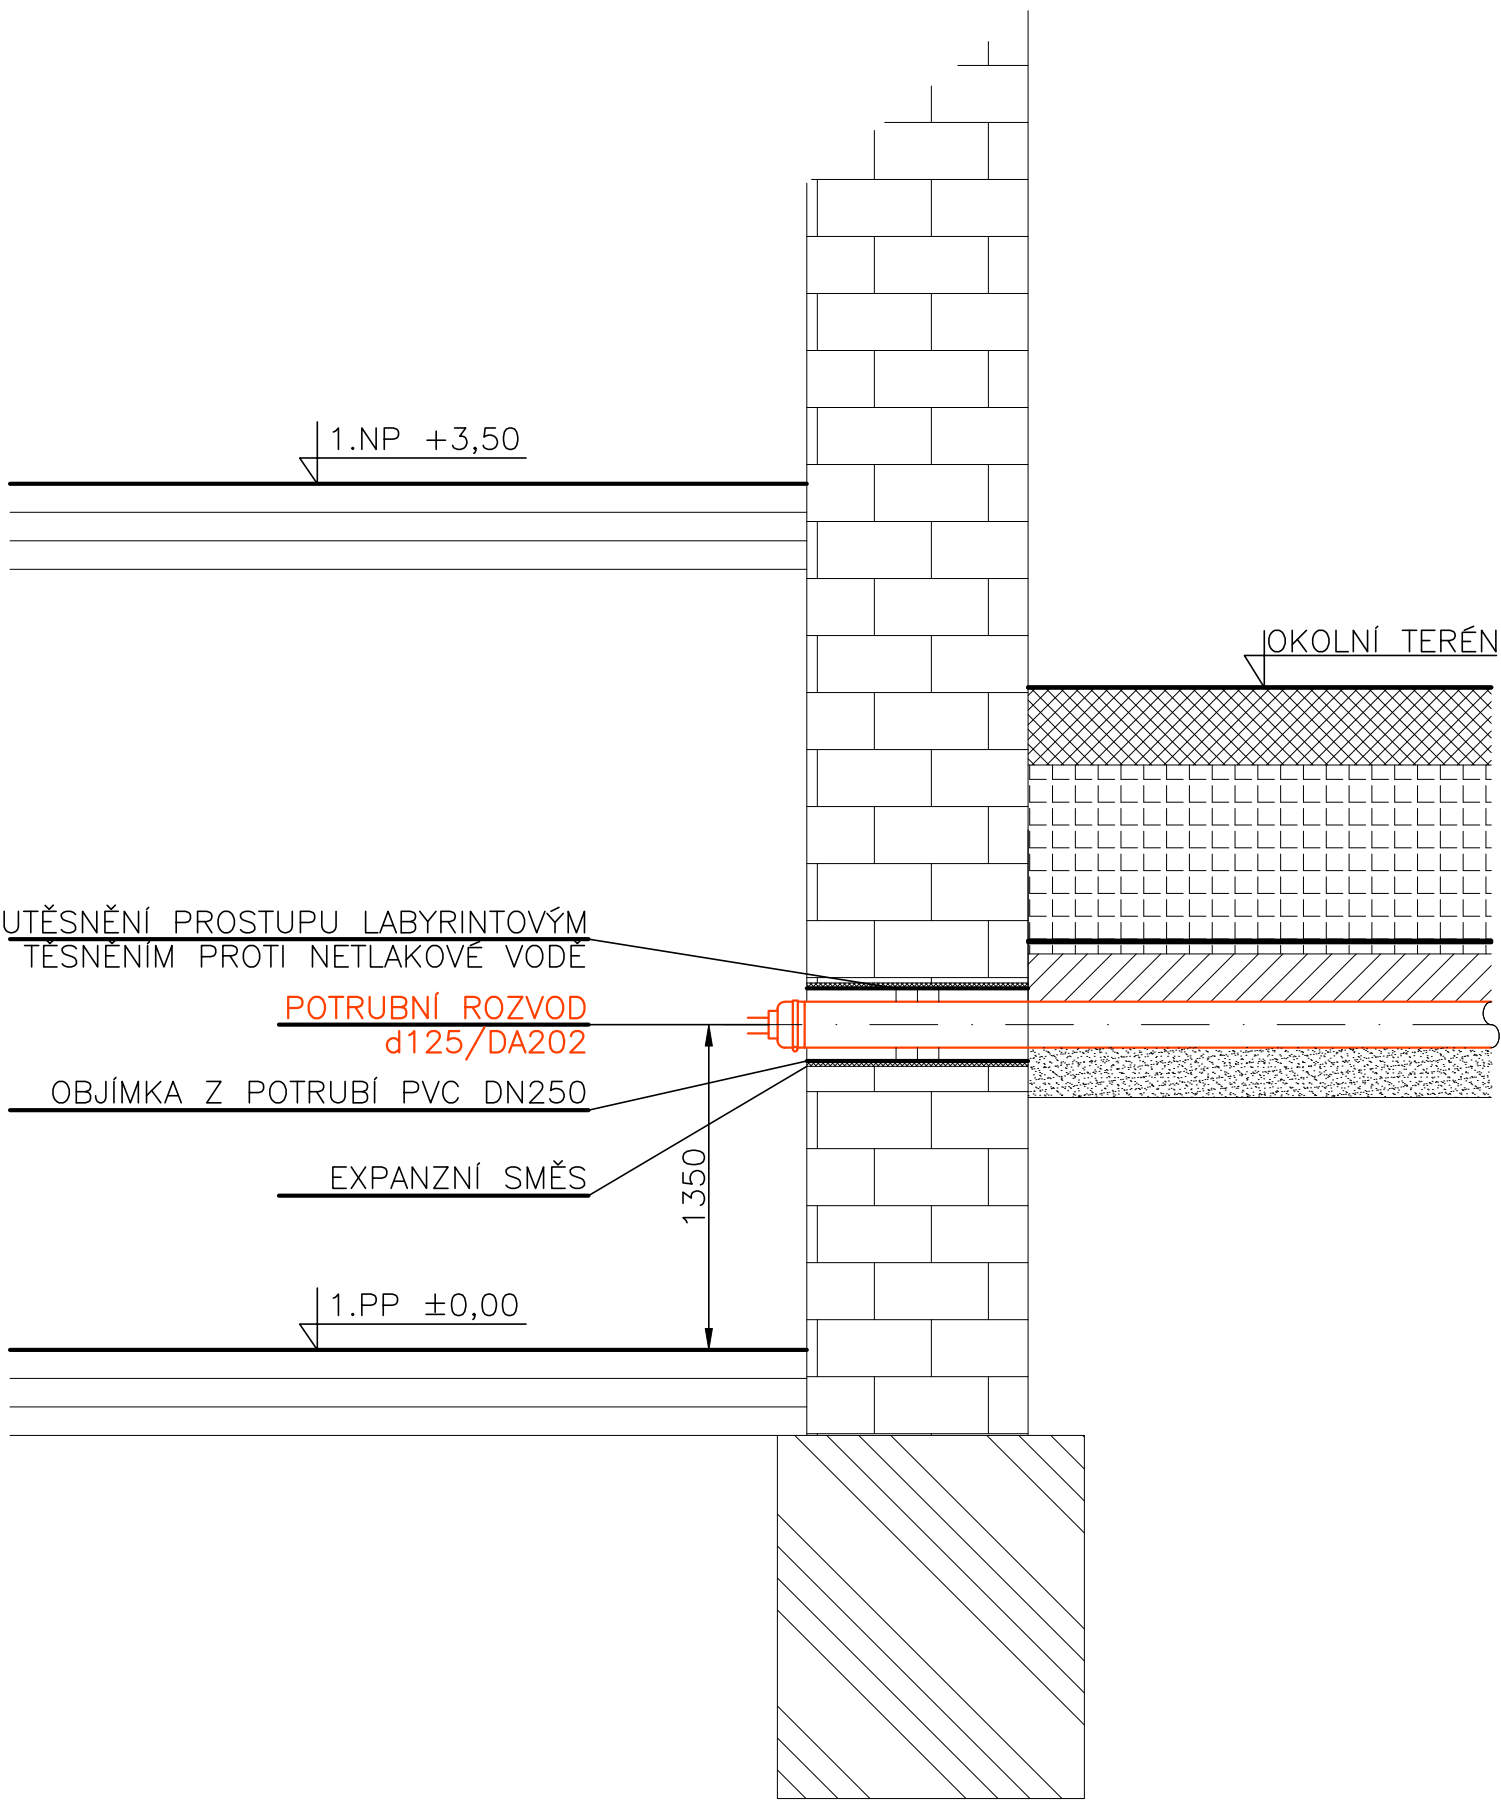 1.NP +3,50
OKOLNÍ TERÉN
UTĚSNĚNÍ PROSTUPU LABYRINTOVÝM
TĚSNĚNÍM PROTI NETLAKOVÉ VODĚ
POTRUBNÍ ROZVOD
d125/DA202
OBJÍMKA Z POTRUBÍ PVC DN250
EXPANZNÍ SMĚS
1350
1.PP ±0,00